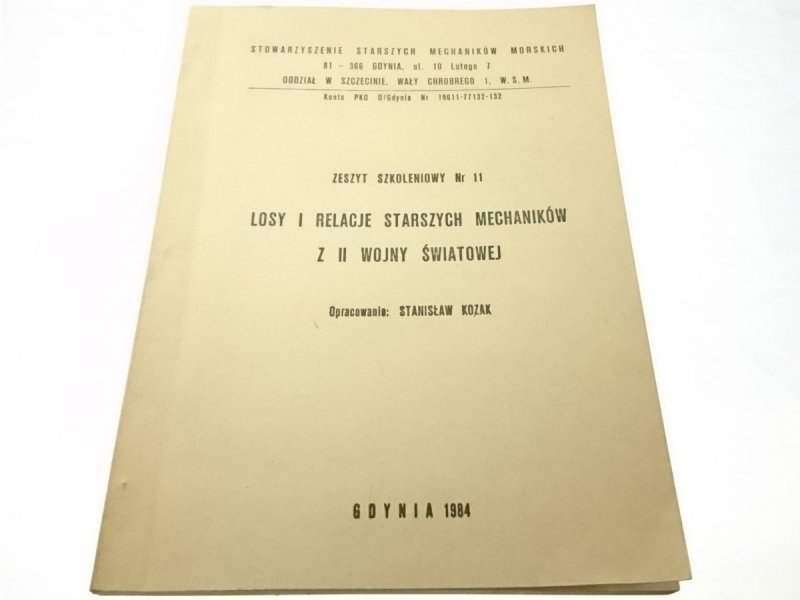 STOWARZYSZENIE STARSZYCH MECHANIKÓW MORSKICH
81 - 366 GDYNIA, ul. 10 Lutego 7
ODDZIAŁ W SZCZECINIE, WAŁY CHROBREGO 1, W.S.M.
Konto PKO O/Gdynia Nr 19611-77132-132
ZESZYT SZKOLENIOWY Nr 11
LOSY I RELACJE STARSZYCH MECHANIKÓW
Z II WOJNY ŚWIATOWEJ
Opracowanie: STANISŁAW KOZAK
GDYNIA 1984